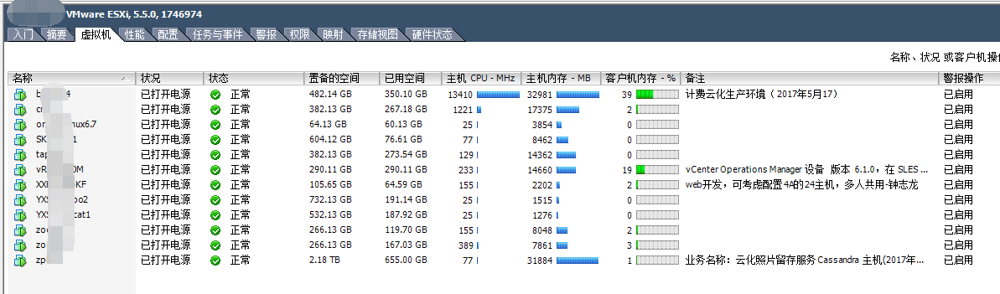 VMware ESXi, 5.5.0, 1746974
入门 摘要 虚拟机 性能 配置 任务与事件 警报 权限 映射 存储视图 硬件状态
名称、状况 或客户机操作
名称 状况 状态 置备的空间 已用空间 主机 CPU - MHz 主机内存 - MB 客户机内存 - % 备注 警报操作
b 4 已打开电源 正常 482.14 GB 350.10 GB 13410 32981 39 计费云化生产环境（2017年5月17） 已启用
已打开电源 正常 382.13 GB 267.18 GB 1221 17375 2 已启用
nux6.7 已打开电源 正常 64.13 GB 60.13 GB 25 3854 0 已启用
SK 1 已打开电源 正常 604.12 GB 76.61 GB 77 8462 0 已启用
tap 已打开电源 正常 382.13 GB 273.54 GB 129 14362 0 已启用
vR OM 已打开电源 正常 290.11 GB 290.11 GB 233 14660 19 vCenter Operations Manager 设备 版本 6.1.0，在 SLES ... 已启用
XX KF 已打开电源 正常 105.65 GB 64.59 GB 155 2202 2 web开发，可考虑配置4A的24主机，多人共用-钟志龙 已启用
YXS oo2 已打开电源 正常 732.13 GB 191.14 GB 25 1515 0 已启用
YXS cat1 已打开电源 正常 532.13 GB 187.92 GB 25 1276 0 已启用
zoo 已打开电源 正常 266.13 GB 119.70 GB 155 8048 2 已启用
zo 已打开电源 正常 266.13 GB 167.03 GB 389 7861 3 已启用
zp 已打开电源 正常 2.18 TB 655.00 GB 77 31884 1 业务名称：云化照片留存服务 Cassandra 主机(2017年... 已启用